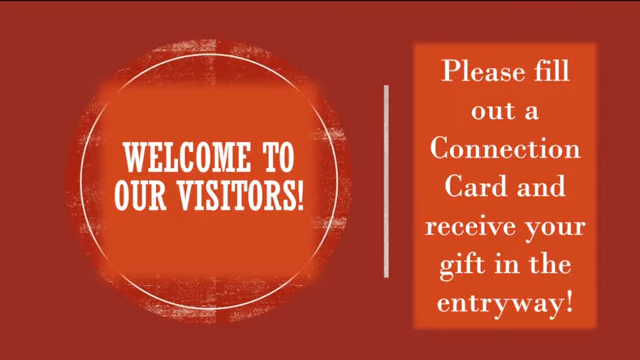 WELCOME TO
OUR VISITORS!
Please fill
out a
Connection
Card and
receive your
gift in the
entryway!